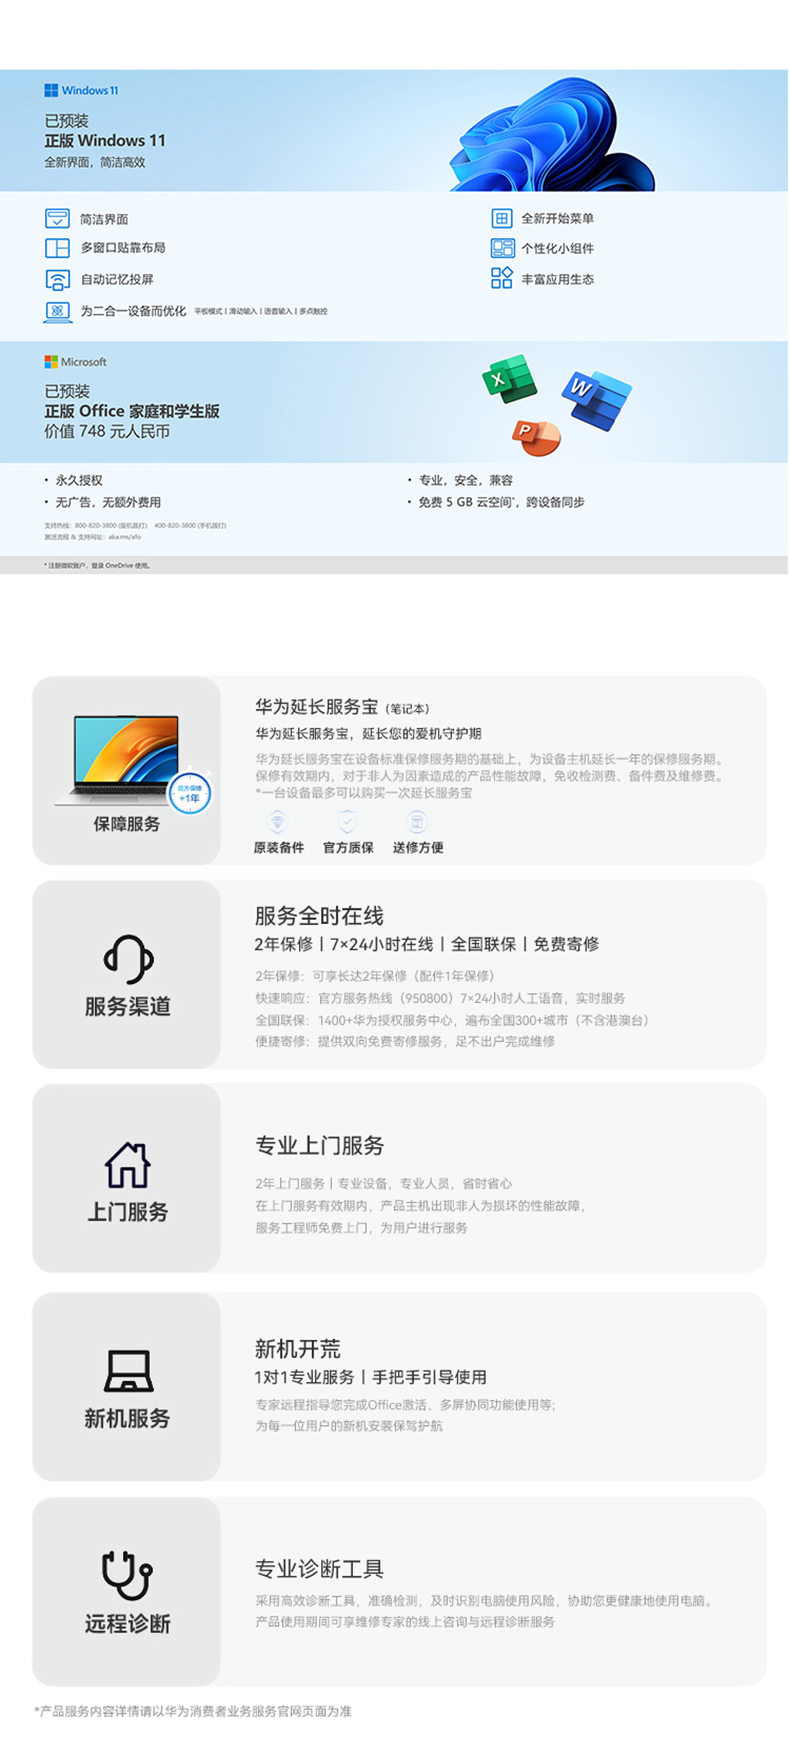 Windows 11
已预装
正版 Windows 11
全新界面，简洁高效
简洁界面
全新开始菜单
多窗口贴靠布局
个性化小组件
自动记忆投屏
丰富应用生态
为二合一设备而优化 平板模式 | 滑动输入 | 语音输入 | 多点触控
Microsoft
已预装
正版 Office 家庭和学生版
价值 748 元人民币
X
W
P
• 永久授权
• 专业，安全，兼容
• 无广告，无额外费用
• 免费 5 GB 云空间*，跨设备同步
支持热线：800-820-3800 (座机拨打) 400-820-3800 (手机拨打)
激活流程 & 支持网址：aka.ms/afo
* 注册微软账户，登录 OneDrive 使用。
官方保修
+1年
保障服务
华为延长服务宝（笔记本）
华为延长服务宝，延长您的爱机守护期
华为延长服务宝在设备标准保修服务期的基础上，为设备主机延长一年的保修服务期。
保修有效期内，对于非人为因素造成的产品性能故障，免收检测费、备件费及维修费。
*一台设备最多可以购买一次延长服务宝
原装备件 官方质保 送修方便
服务渠道
服务全时在线
2年保修 | 7×24小时在线 | 全国联保 | 免费寄修
2年保修：可享长达2年保修（配件1年保修）
快速响应：官方服务热线（950800）7×24小时人工语音，实时服务
全国联保：1400+华为授权服务中心，遍布全国300+城市（不含港澳台）
便捷寄修：提供双向免费寄修服务，足不出户完成维修
上门服务
专业上门服务
2年上门服务 | 专业设备，专业人员，省时省心
在上门服务有效期内，产品主机出现非人为损坏的性能故障，
服务工程师免费上门，为用户进行服务
新机服务
新机开荒
1对1专业服务 | 手把手引导使用
专家远程指导您完成Office激活、多屏协同功能使用等；
为每一位用户的新机安装保驾护航
远程诊断
专业诊断工具
采用高效诊断工具，准确检测，及时识别电脑使用风险，协助您更健康地使用电脑。
产品使用期间可享维修专家的线上咨询与远程诊断服务
*产品服务内容详情请以华为消费者业务服务官网页面为准